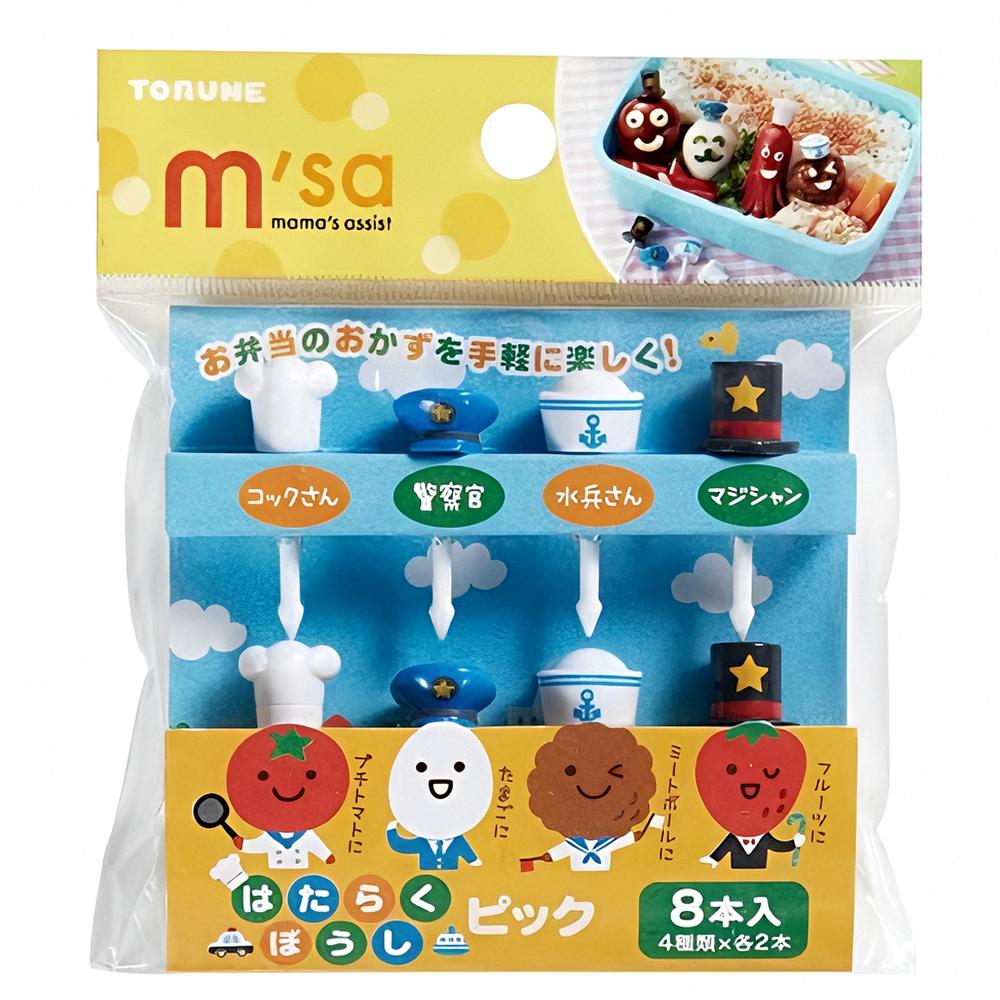 TORUNE
m'sa
mama's assist
お弁当のおかずを手軽に楽しく!
コックさん
警察官
水兵さん
マジシャン
プチトマトに
たまごに
ミートボールに
フルーツに
はたらく
ぼうし
ピック
8本入
4種類×各2本